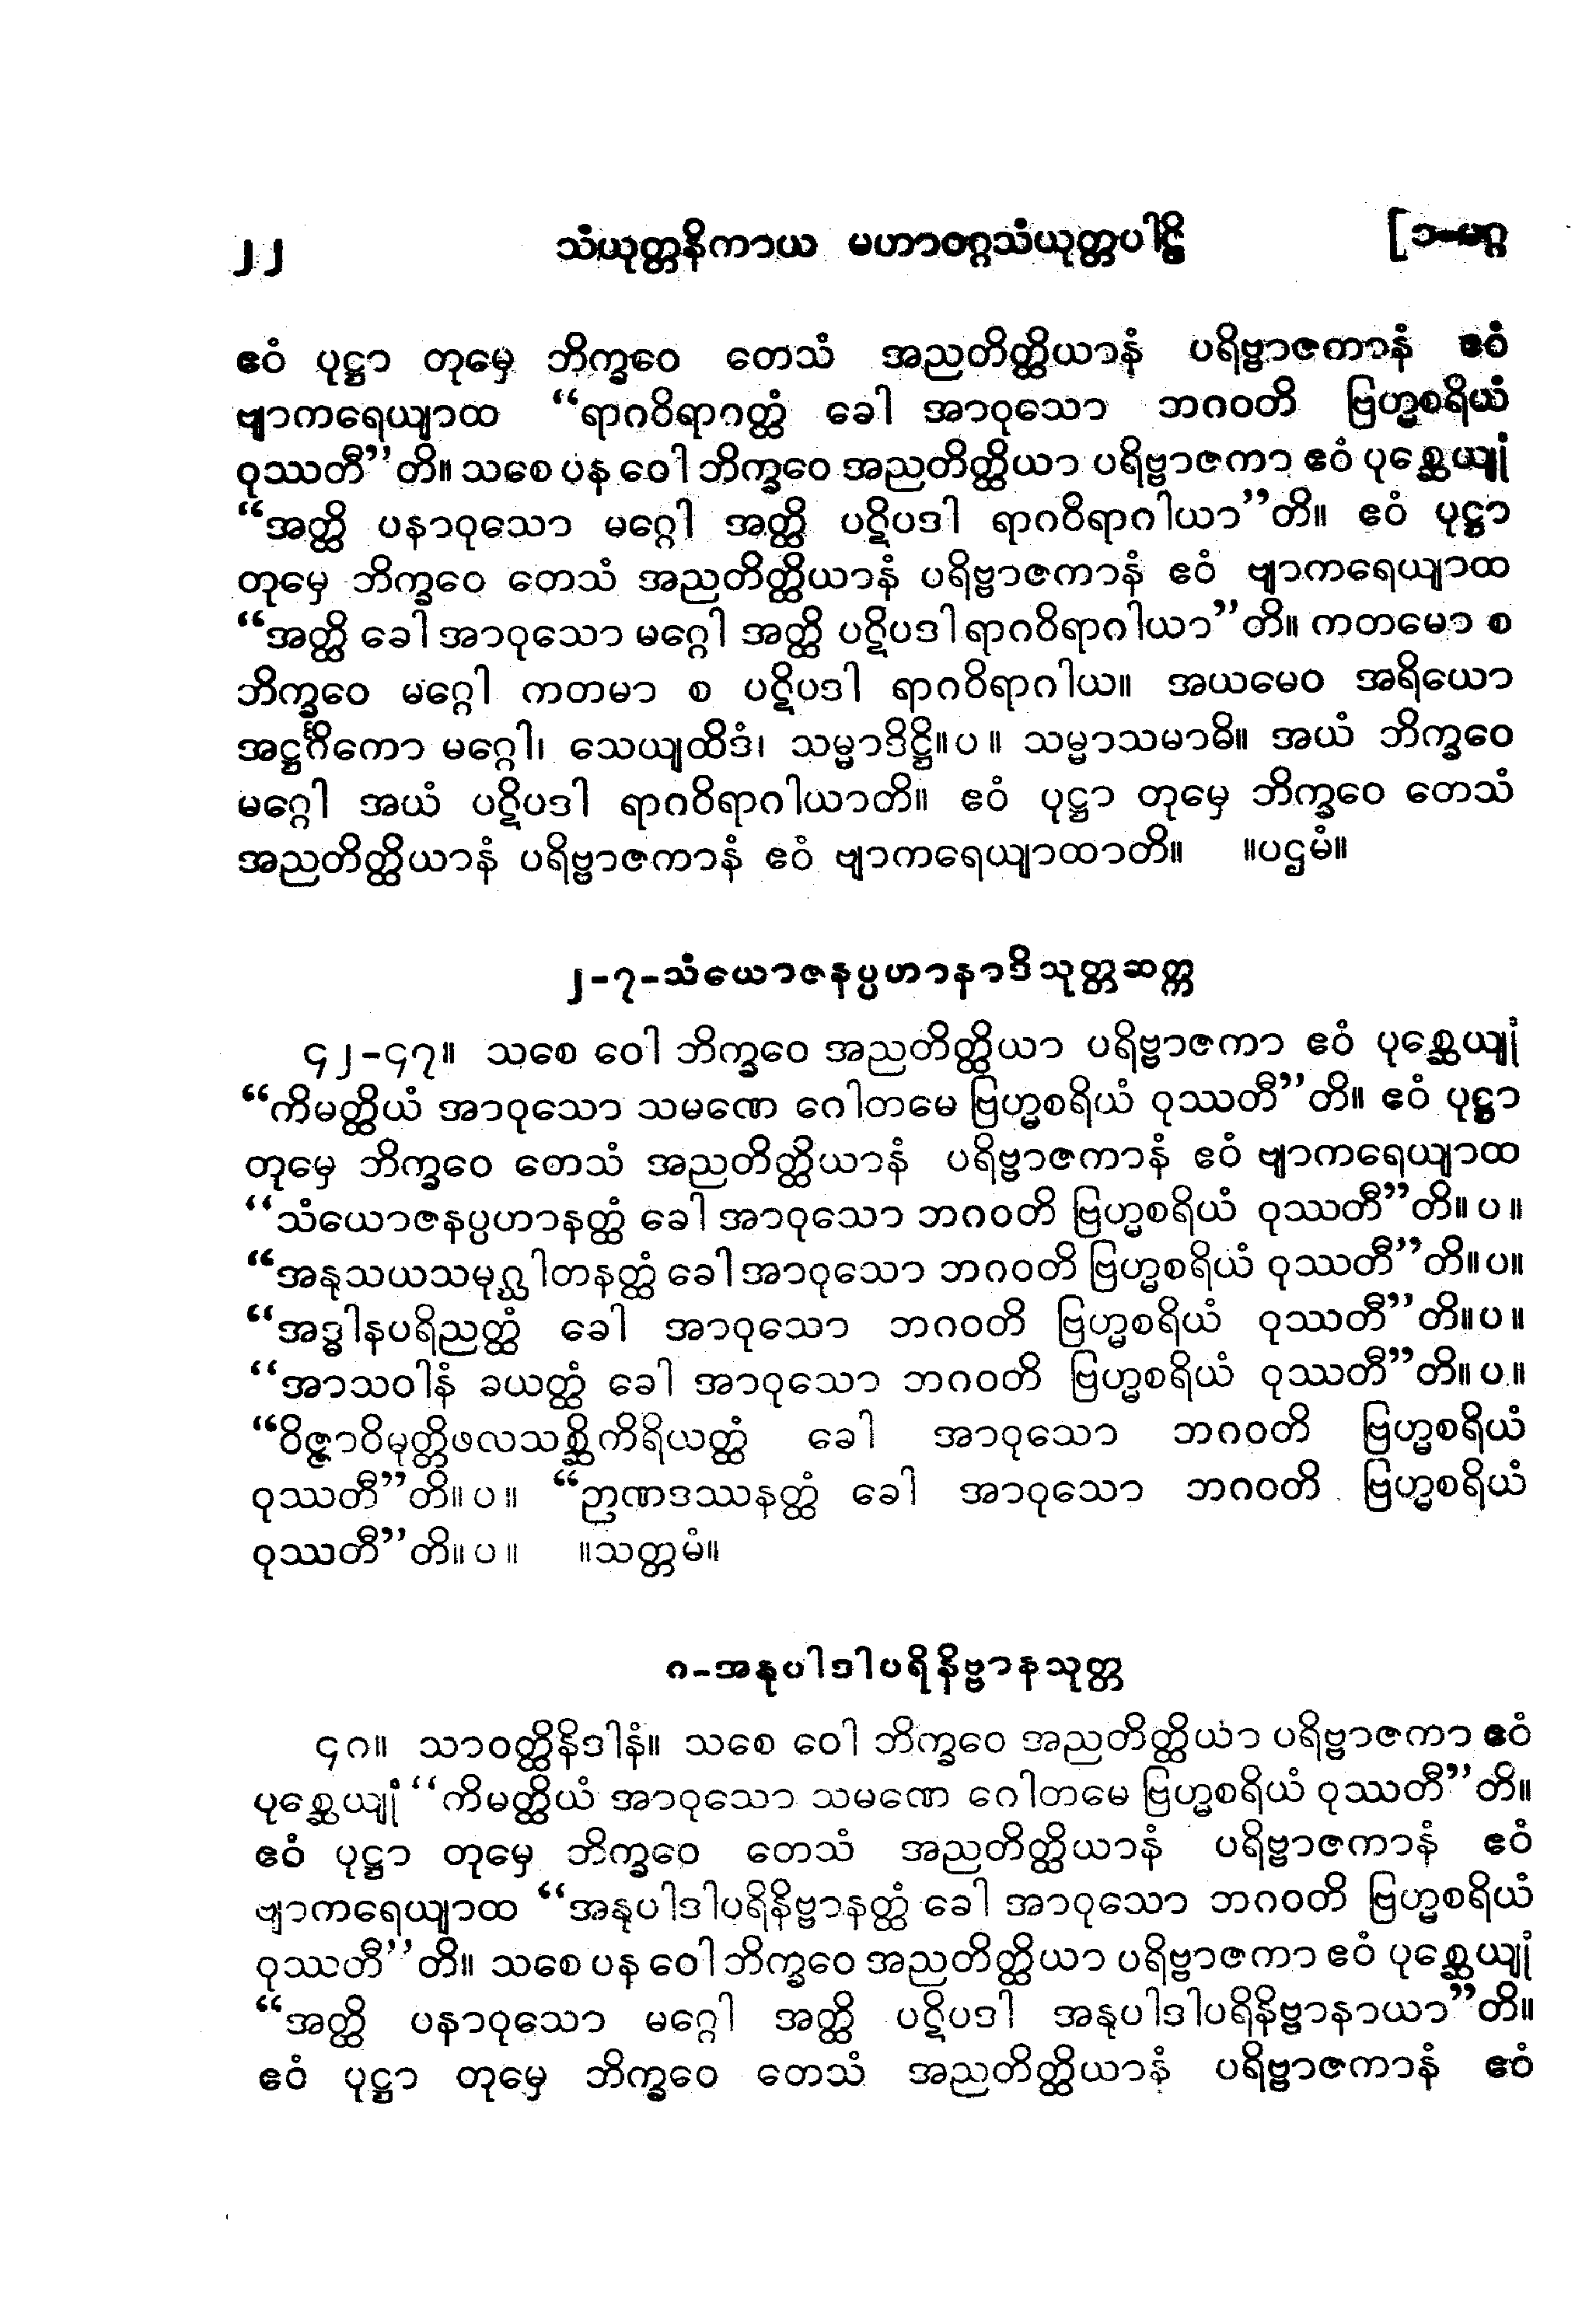 ၂၂ သံယုတ္တနိကာယ မဟာဝဂ္ဂသံယုတ္တပါဠိ [၁-မဂ္ဂ
ဧဝံ ပုဋ္ဌာ တုမှေ ဘိက္ခဝေ တေသံ အညတိတ္ထိယာနံ ပရိဗ္ဗာဇကာနံ ဧဝံ
ဗျာကရေယျာထ “ရာဂဝိရာဂတ္ထံ ခေါ အာဝုသော ဘဂဝတိ ဗြဟ္မစရိယံ
ဝုဿတီ”တိ။ သစေ ပန ဝေါ ဘိက္ခဝေ အညတိတ္ထိယာ ပရိဗ္ဗာဇကာ ဧဝံ ပုစ္ဆေယျုံ
“အတ္ထိ ပနာဝုသော မဂ္ဂေါ အတ္ထိ ပဋိပဒါ ရာဂဝိရာဂါယာ”တိ။ ဧဝံ ပုဋ္ဌာ
တုမှေ ဘိက္ခဝေ တေသံ အညတိတ္ထိယာနံ ပရိဗ္ဗာဇကာနံ ဧဝံ ဗျာကရေယျာထ
“အတ္ထိ ခေါ အာဝုသော မဂ္ဂေါ အတ္ထိ ပဋိပဒါ ရာဂဝိရာဂါယာ”တိ။ ကတမော စ
ဘိက္ခဝေ မဂ္ဂေါ ကတမာ စ ပဋိပဒါ ရာဂဝိရာဂါယ။ အယမေဝ အရိယော
အဋ္ဌင်္ဂိကော မဂ္ဂေါ၊ သေယျထိဒံ၊ သမ္မာဒိဋ္ဌိ။ပ။ သမ္မာသမာဓိ။ အယံ ဘိက္ခဝေ
မဂ္ဂေါ အယံ ပဋိပဒါ ရာဂဝိရာဂါယာတိ။ ဧဝံ ပုဋ္ဌာ တုမှေ ဘိက္ခဝေ တေသံ
အညတိတ္ထိယာနံ ပရိဗ္ဗာဇကာနံ ဧဝံ ဗျာကရေယျာထာတိ။ ။ပဌမံ။
၂-၇-သံယောဇနပ္ပဟာနာဒိသုတ္တဆက္က
၄၂-၄၇။ သစေ ဝေါ ဘိက္ခဝေ အညတိတ္ထိယာ ပရိဗ္ဗာဇကာ ဧဝံ ပုစ္ဆေယျုံ
“ကိမတ္ထိယံ အာဝုသော သမဏေ ဂေါတမေ ဗြဟ္မစရိယံ ဝုဿတီ”တိ။ ဧဝံ ပုဋ္ဌာ
တုမှေ ဘိက္ခဝေ တေသံ အညတိတ္ထိယာနံ ပရိဗ္ဗာဇကာနံ ဧဝံ ဗျာကရေယျာထ
“သံယောဇနပ္ပဟာနတ္ထံ ခေါ အာဝုသော ဘဂဝတိ ဗြဟ္မစရိယံ ဝုဿတီ”တိ။ပ။
“အနုသယသမုဂ္ဃါတနတ္ထံ ခေါ အာဝုသော ဘဂဝတိ ဗြဟ္မစရိယံ ဝုဿတီ”တိ။ပ။
“အဒ္ဓါနပရိညတ္ထံ ခေါ အာဝုသော ဘဂဝတိ ဗြဟ္မစရိယံ ဝုဿတီ”တိ။ပ။
“အာသဝါနံ ခယတ္ထံ ခေါ အာဝုသော ဘဂဝတိ ဗြဟ္မစရိယံ ဝုဿတီ”တိ။ပ။
“ဝိဇ္ဇာဝိမုတ္တိဖလသစ္ဆိကိရိယတ္ထံ ခေါ အာဝုသော ဘဂဝတိ ဗြဟ္မစရိယံ
ဝုဿတီ”တိ။ပ။ “ဉာဏဒဿနတ္ထံ ခေါ အာဝုသော ဘဂဝတိ ဗြဟ္မစရိယံ
ဝုဿတီ”တိ။ပ။ ။သတ္တမံ။
၈-အနုပါဒါပရိနိဗ္ဗာနသုတ္တ
၄၈။ သာဝတ္ထိနိဒါနံ။ သစေ ဝေါ ဘိက္ခဝေ အညတိတ္ထိယာ ပရိဗ္ဗာဇကာ ဧဝံ
ပုစ္ဆေယျုံ “ကိမတ္ထိယံ အာဝုသော သမဏေ ဂေါတမေ ဗြဟ္မစရိယံ ဝုဿတီ”တိ။
ဧဝံ ပုဋ္ဌာ တုမှေ ဘိက္ခဝေ တေသံ အညတိတ္ထိယာနံ ပရိဗ္ဗာဇကာနံ ဧဝံ
ဗျာကရေယျာထ “အနုပါဒါပရိနိဗ္ဗာနတ္ထံ ခေါ အာဝုသော ဘဂဝတိ ဗြဟ္မစရိယံ
ဝုဿတီ”တိ။ သစေ ပန ဝေါ ဘိက္ခဝေ အညတိတ္ထိယာ ပရိဗ္ဗာဇကာ ဧဝံ ပုစ္ဆေယျုံ
“အတ္ထိ ပနာဝုသော မဂ္ဂေါ အတ္ထိ ပဋိပဒါ အနုပါဒါပရိနိဗ္ဗာနာယာ”တိ။
ဧဝံ ပုဋ္ဌာ တုမှေ ဘိက္ခဝေ တေသံ အညတိတ္ထိယာနံ ပရိဗ္ဗာဇကာနံ ဧဝံ